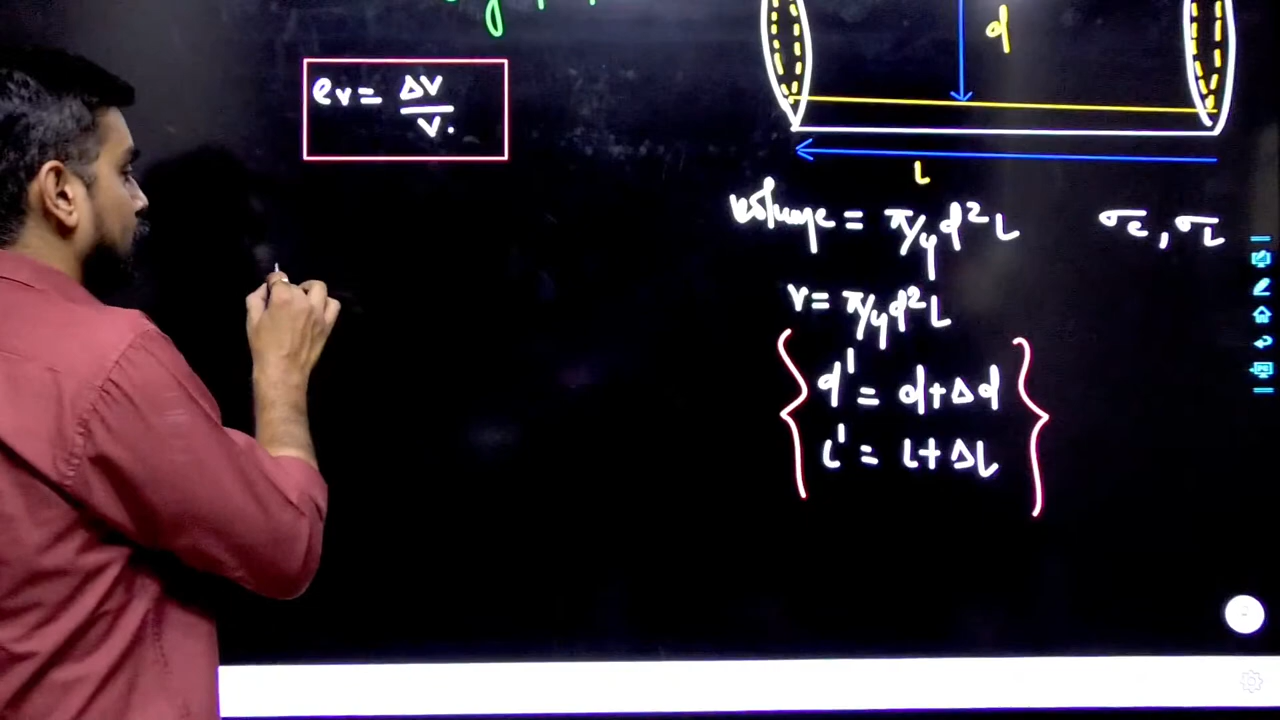 d
ev = ΔV/V.
L
volume = π/4 d² L
σc, σL
v = π/4 d² L
d' = d + Δd
L' = L + ΔL